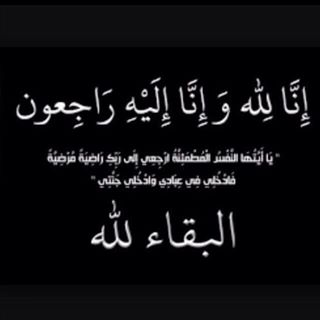 إِنَّا لِلّٰهِ وَ إِنَّا إِلَيْهِ رَاجِعون
" يَا أَيَّتُهَا النَّفْسُ الْمُطْمَئِنَّةُ ارْجِعِي إِلَى رَبِّكِ رَاضِيَةً مَّرْضِيَّةً
فَادْخُلِي فِي عِبَادِي وَادْخُلِي جَنَّتِي "
البقاء لله